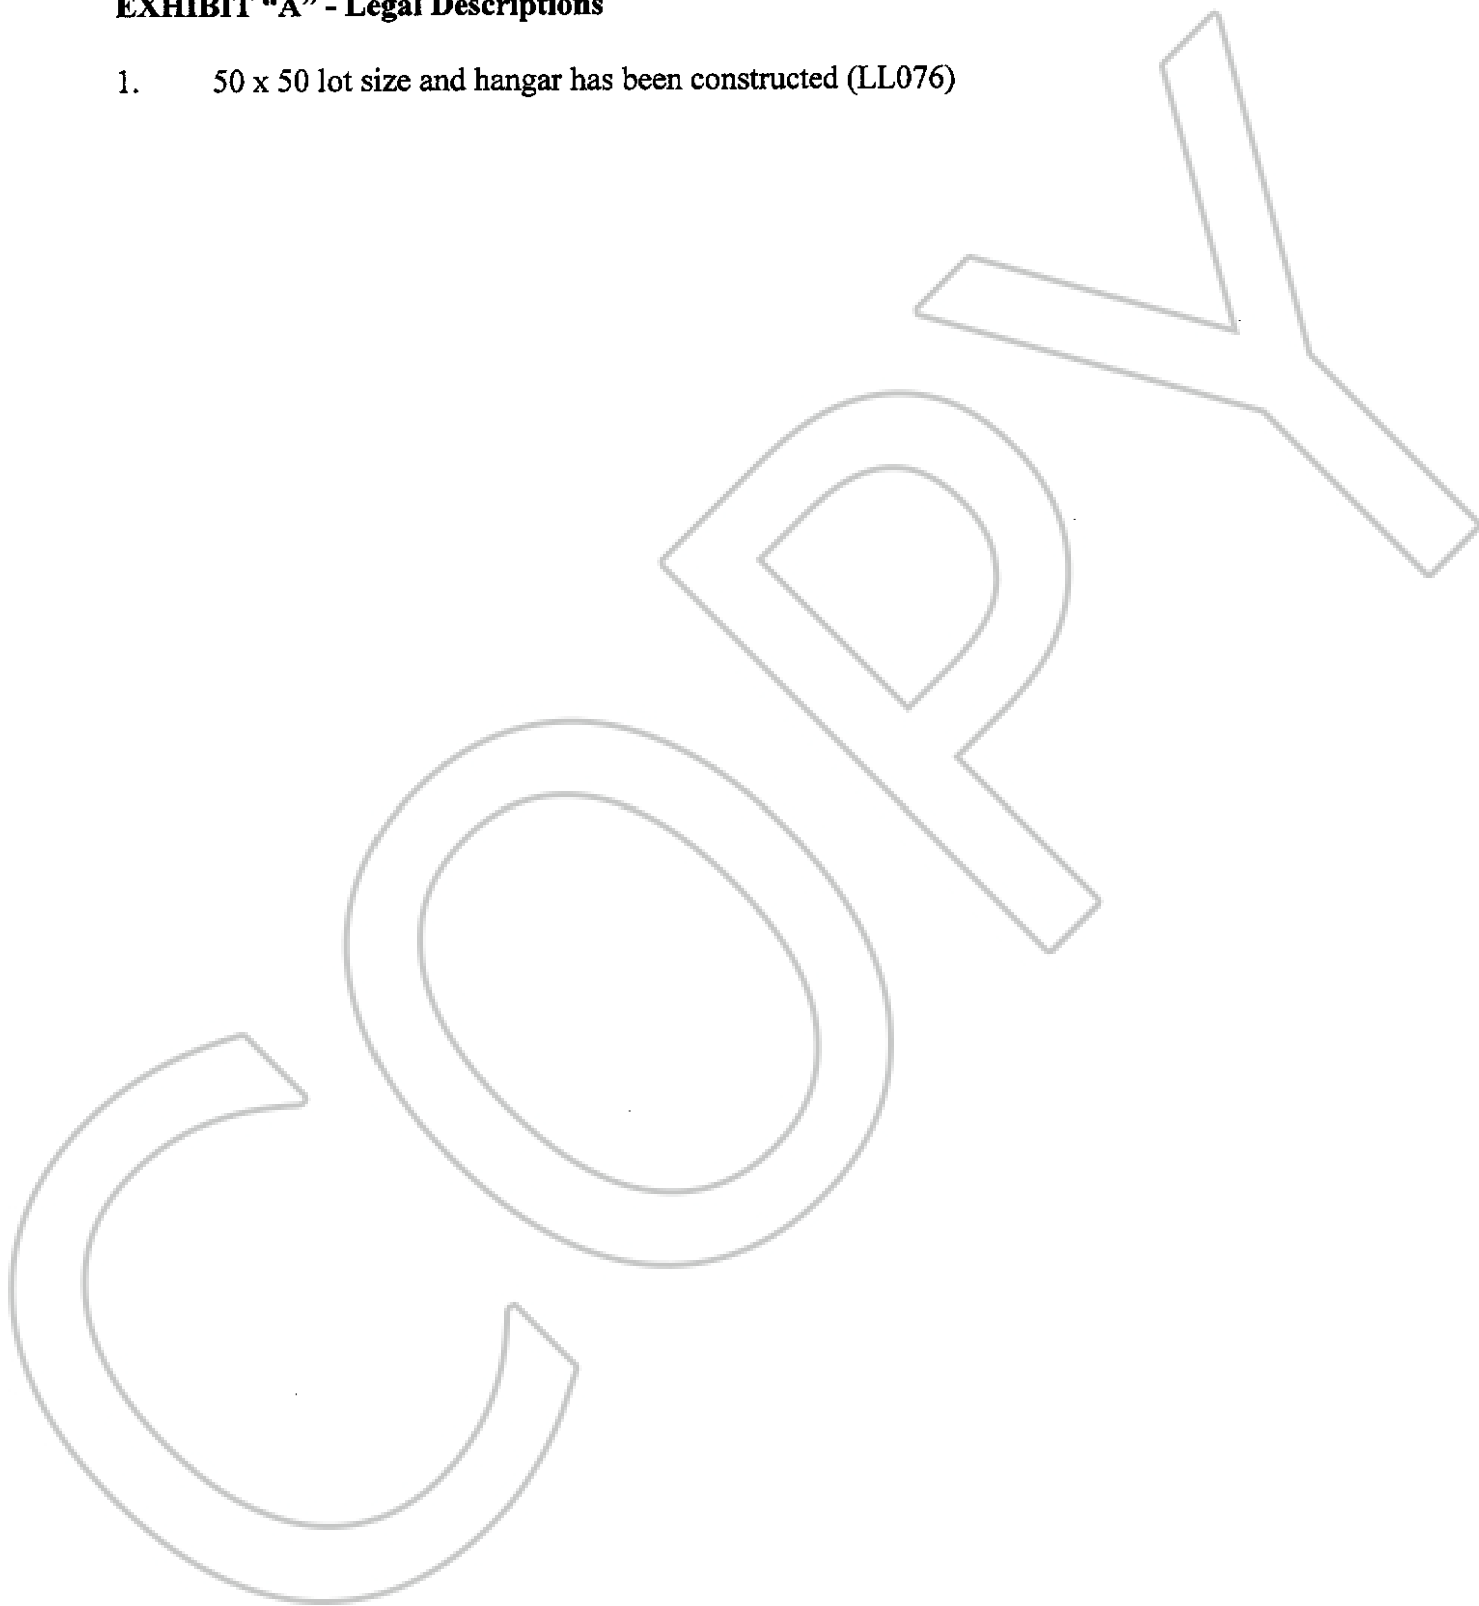 EXHIBIT “A” - Legal Descriptions
1. 50 x 50 lot size and hangar has been constructed (LL076)
COPY